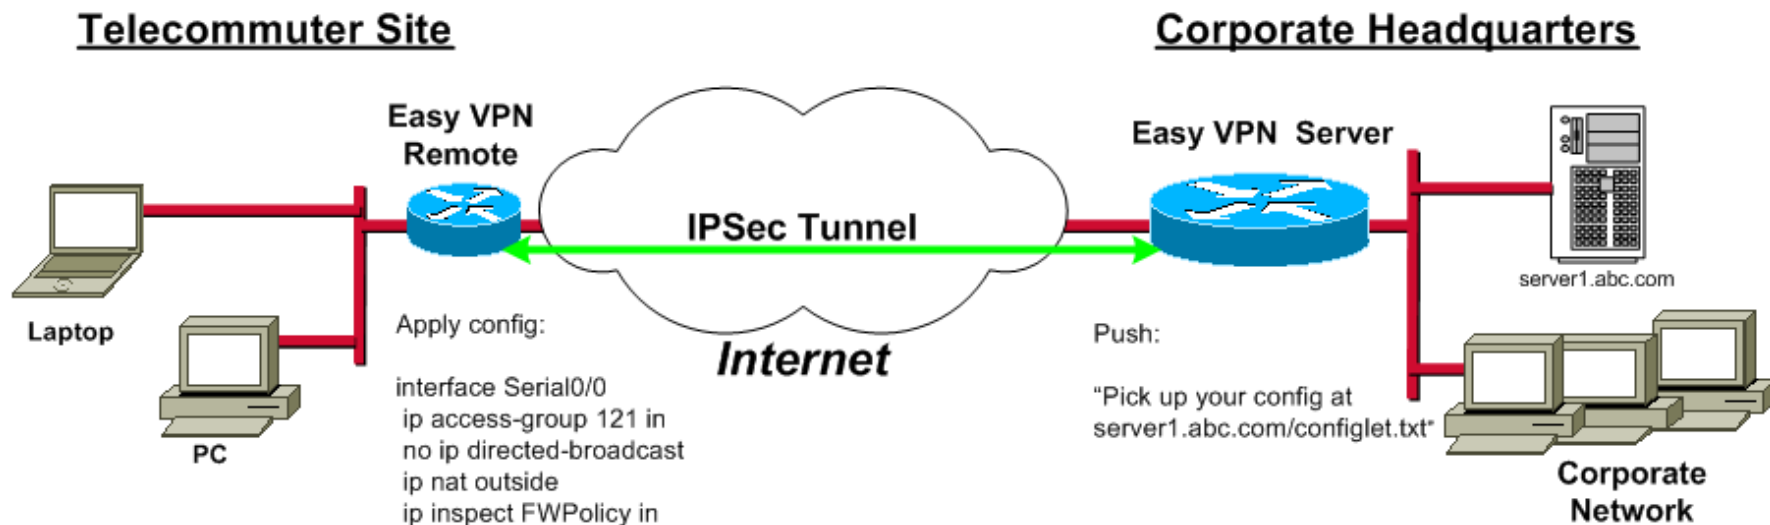 Telecommuter Site
Corporate Headquarters
Easy VPN
Remote
Easy VPN  Server
IPSec Tunnel
server1.abc.com
Laptop
Apply config:
Internet
Push:
interface Serial0/0
ip access-group 121 in
no ip directed-broadcast
ip nat outside
ip inspect FWPolicy in
"Pick up your config at
server1.abc.com/configlet.txt"
PC
Corporate
Network